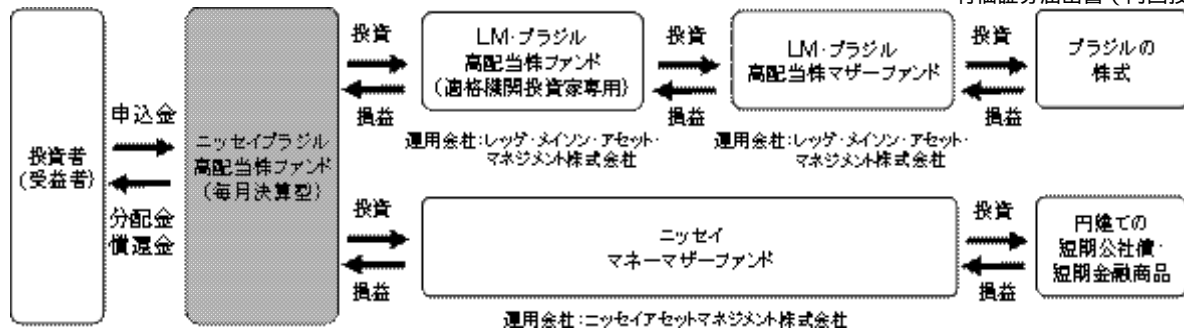 投資者
(受益者)
申込金
分配金
償還金
ニッセイブラジル
高配当株ファンド
(毎月決算型)
投資
損益
LM・ブラジル
高配当株ファンド
(適格機関投資家専用)
運用会社:レッグ・メイソン・アセット・
マネジメント株式会社
投資
損益
LM・ブラジル
高配当株マザーファンド
運用会社:レッグ・メイソン・アセット・
マネジメント株式会社
投資
損益
ブラジルの
株式
投資
損益
ニッセイ
マネーマザーファンド
運用会社:ニッセイアセットマネジメント株式会社
投資
損益
円建ての
短期公社債・
短期金融商品